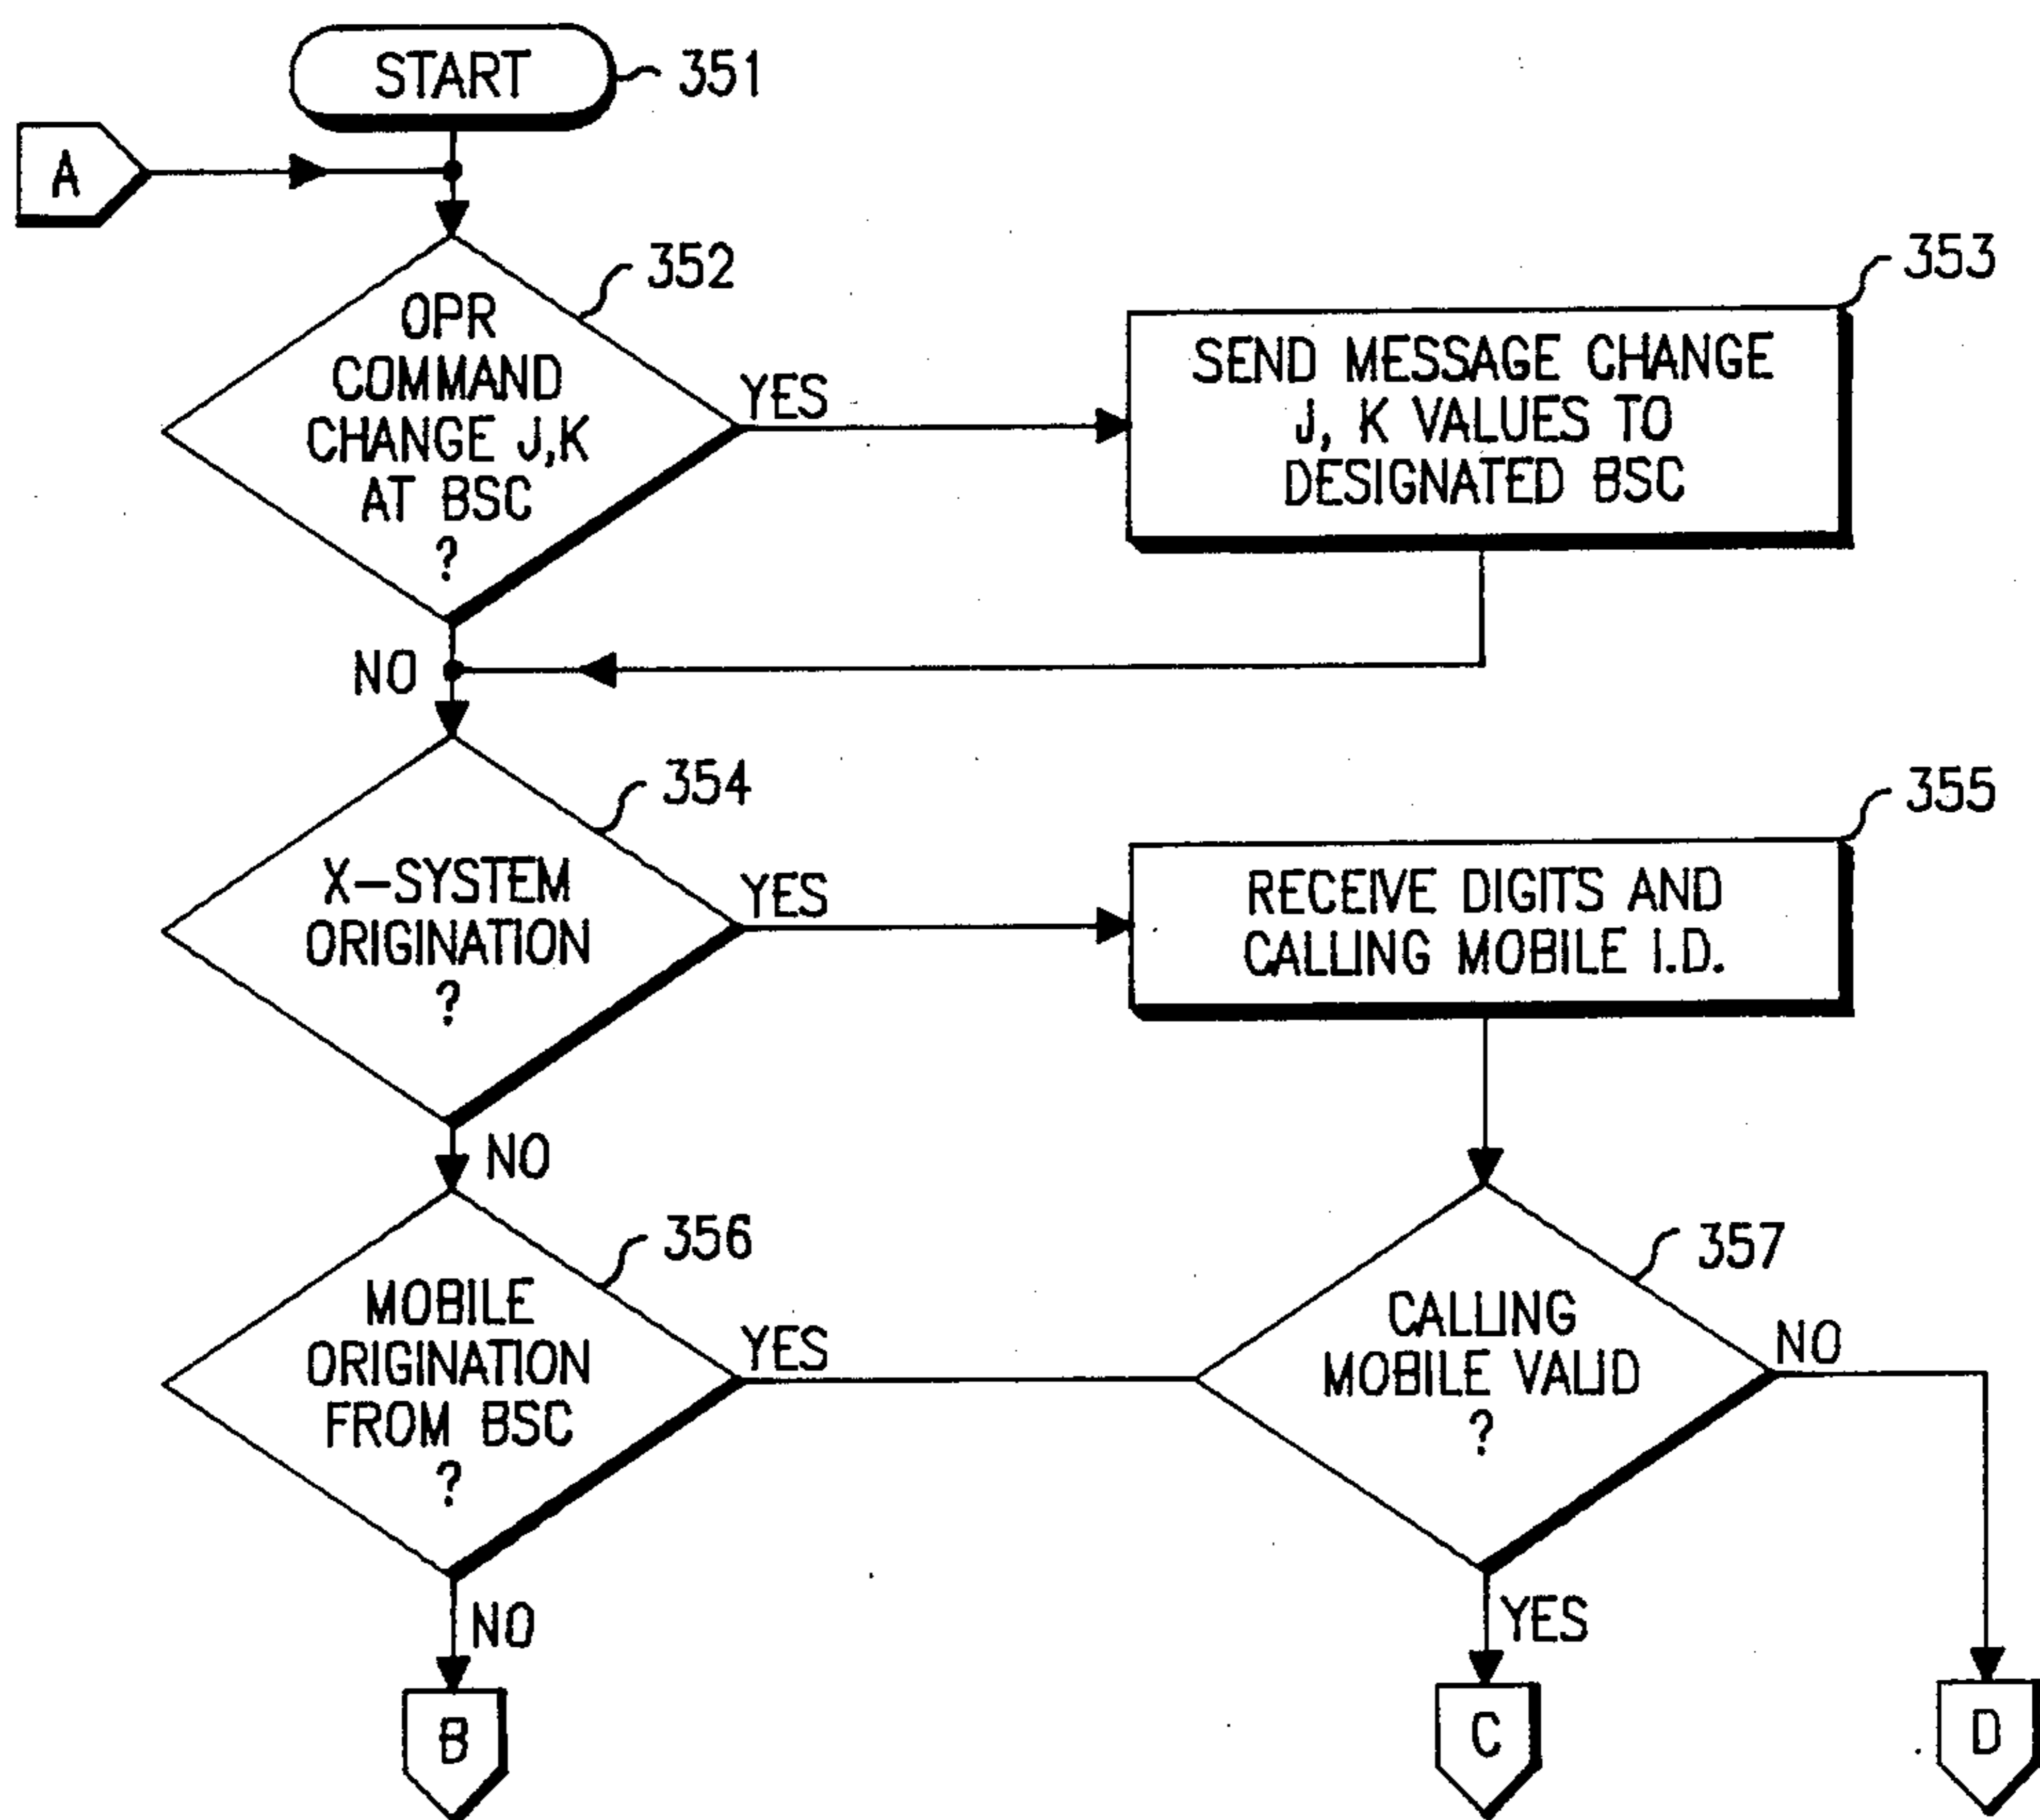 START
351
A
352
OPR
COMMAND
CHANGE J,K
AT BSC
?
YES
353
SEND MESSAGE CHANGE
J, K VALUES TO
DESIGNATED BSC
NO
354
X-SYSTEM
ORIGINATION
?
YES
355
RECEIVE DIGITS AND
CALLING MOBILE I.D.
NO
356
MOBILE
ORIGINATION
FROM BSC
?
YES
357
CALLING
MOBILE VALID
?
NO
NO
YES
B
C
D